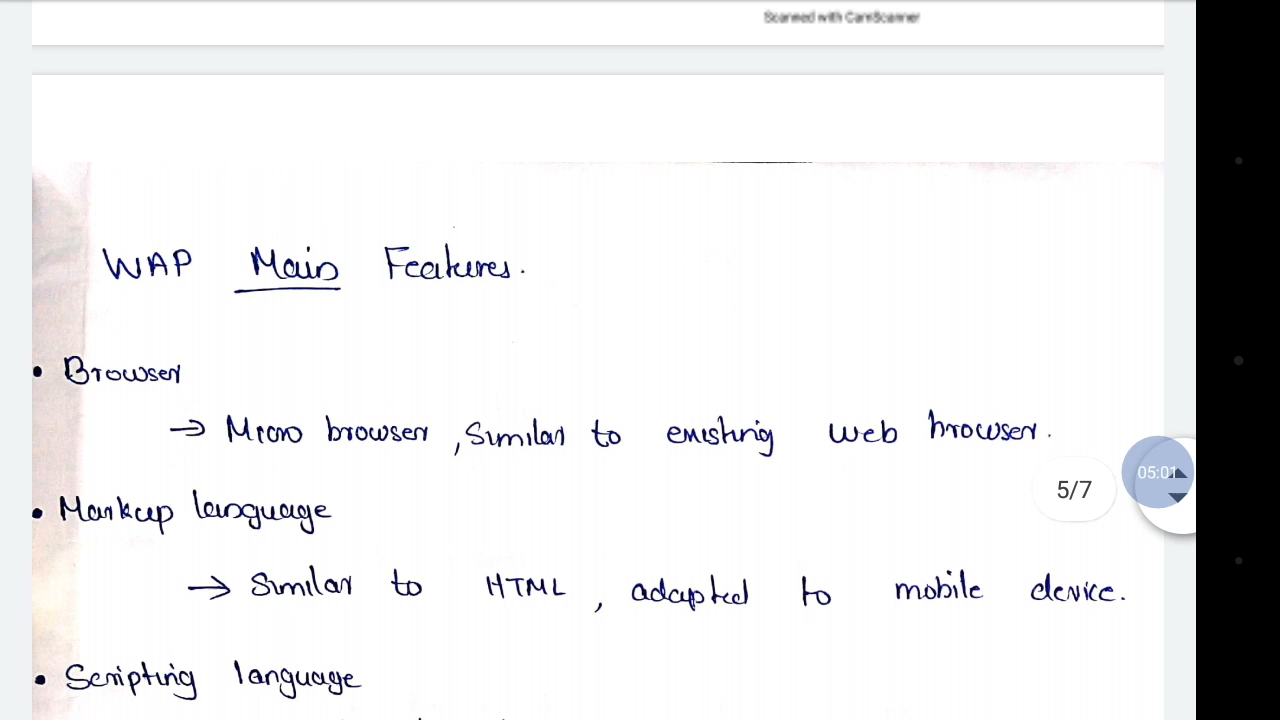 Scanned with CamScanner
WAP Main Features.
• Browser
→ Micro browser, Similar to existing web browser.
05:01
5/7
• Markup language
→ Similar to HTML, adapted to mobile device.
• Scripting language